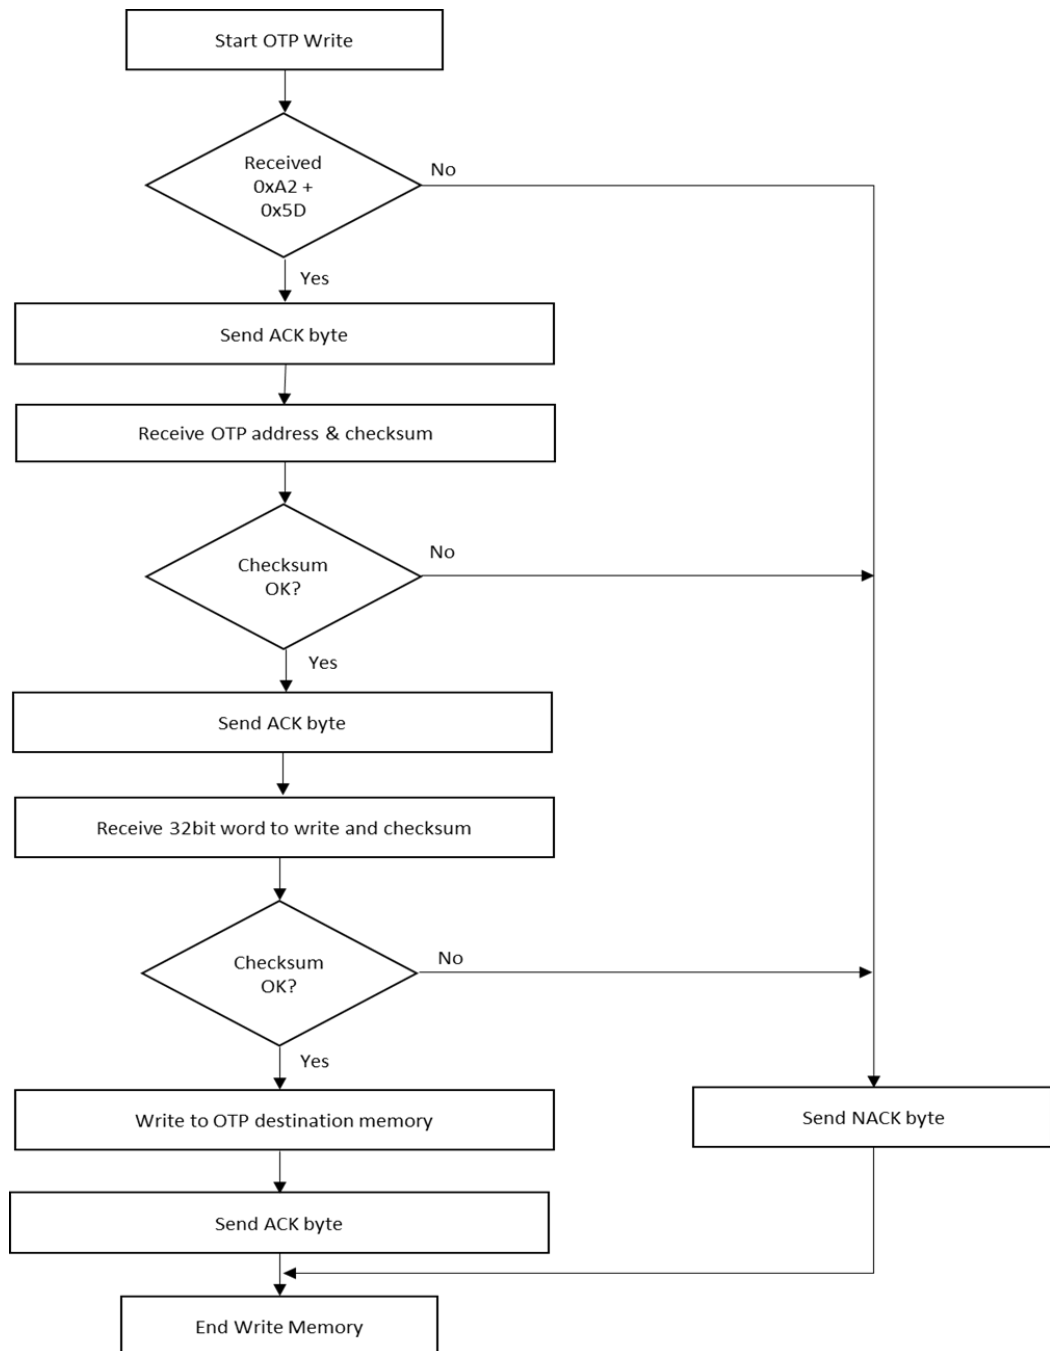 Start OTP Write
Received
0xA2 +
0x5D
No
Yes
Send ACK byte
Receive OTP address & checksum
Checksum
OK?
No
Yes
Send ACK byte
Receive 32bit word to write and checksum
Checksum
OK?
No
Yes
Write to OTP destination memory
Send NACK byte
Send ACK byte
End Write Memory